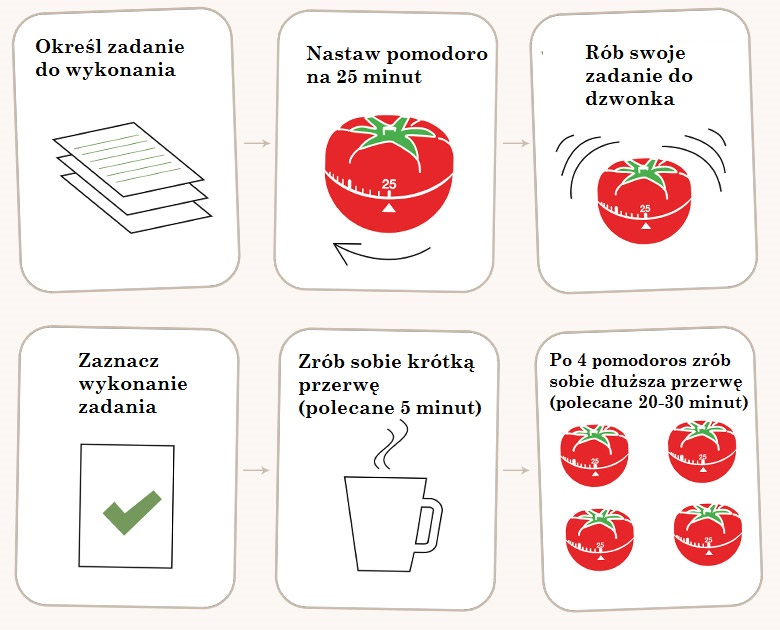 Określ zadanie
do wykonania
Nastaw pomodoro
na 25 minut
25
Rób swoje
zadanie do
dzwonka
25
Zaznacz
wykonanie
zadania
Zrób sobie krótką
przerwę
(polecane 5 minut)
Po 4 pomodoros zrób
sobie dłuższa przerwę
(polecane 20-30 minut)
25
25
25
25